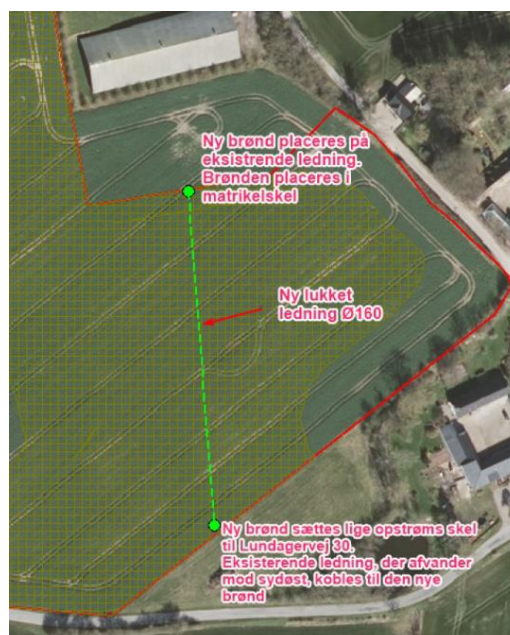 Ny brønd placeres på
eksistrende ledning.
Brønden placeres i
matrikelskel
Ny lukket
ledning Ø160
Ny brønd sættes lige opstrøms skel
til Lundagervej 30.
Eksisterende ledning, der afvander
mod sydøst, kobles til den nye
brønd